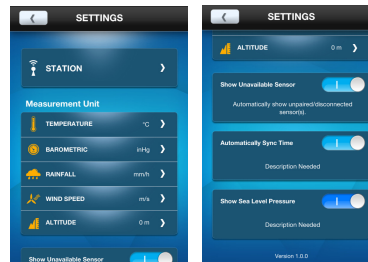 SETTINGS
STATION
Measurement Unit
TEMPERATURE °C
BAROMETRIC inHg
RAINFALL mm/h
WIND SPEED m/s
ALTITUDE 0 m
Show Unavailable Sensor
SETTINGS
ALTITUDE 0 m
Show Unavailable Sensor
Automatically show unpaired/disconnected
sensor(s).
Automatically Sync Time
Description Needed
Show Sea Level Pressure
Description Needed
Version 1.0.0